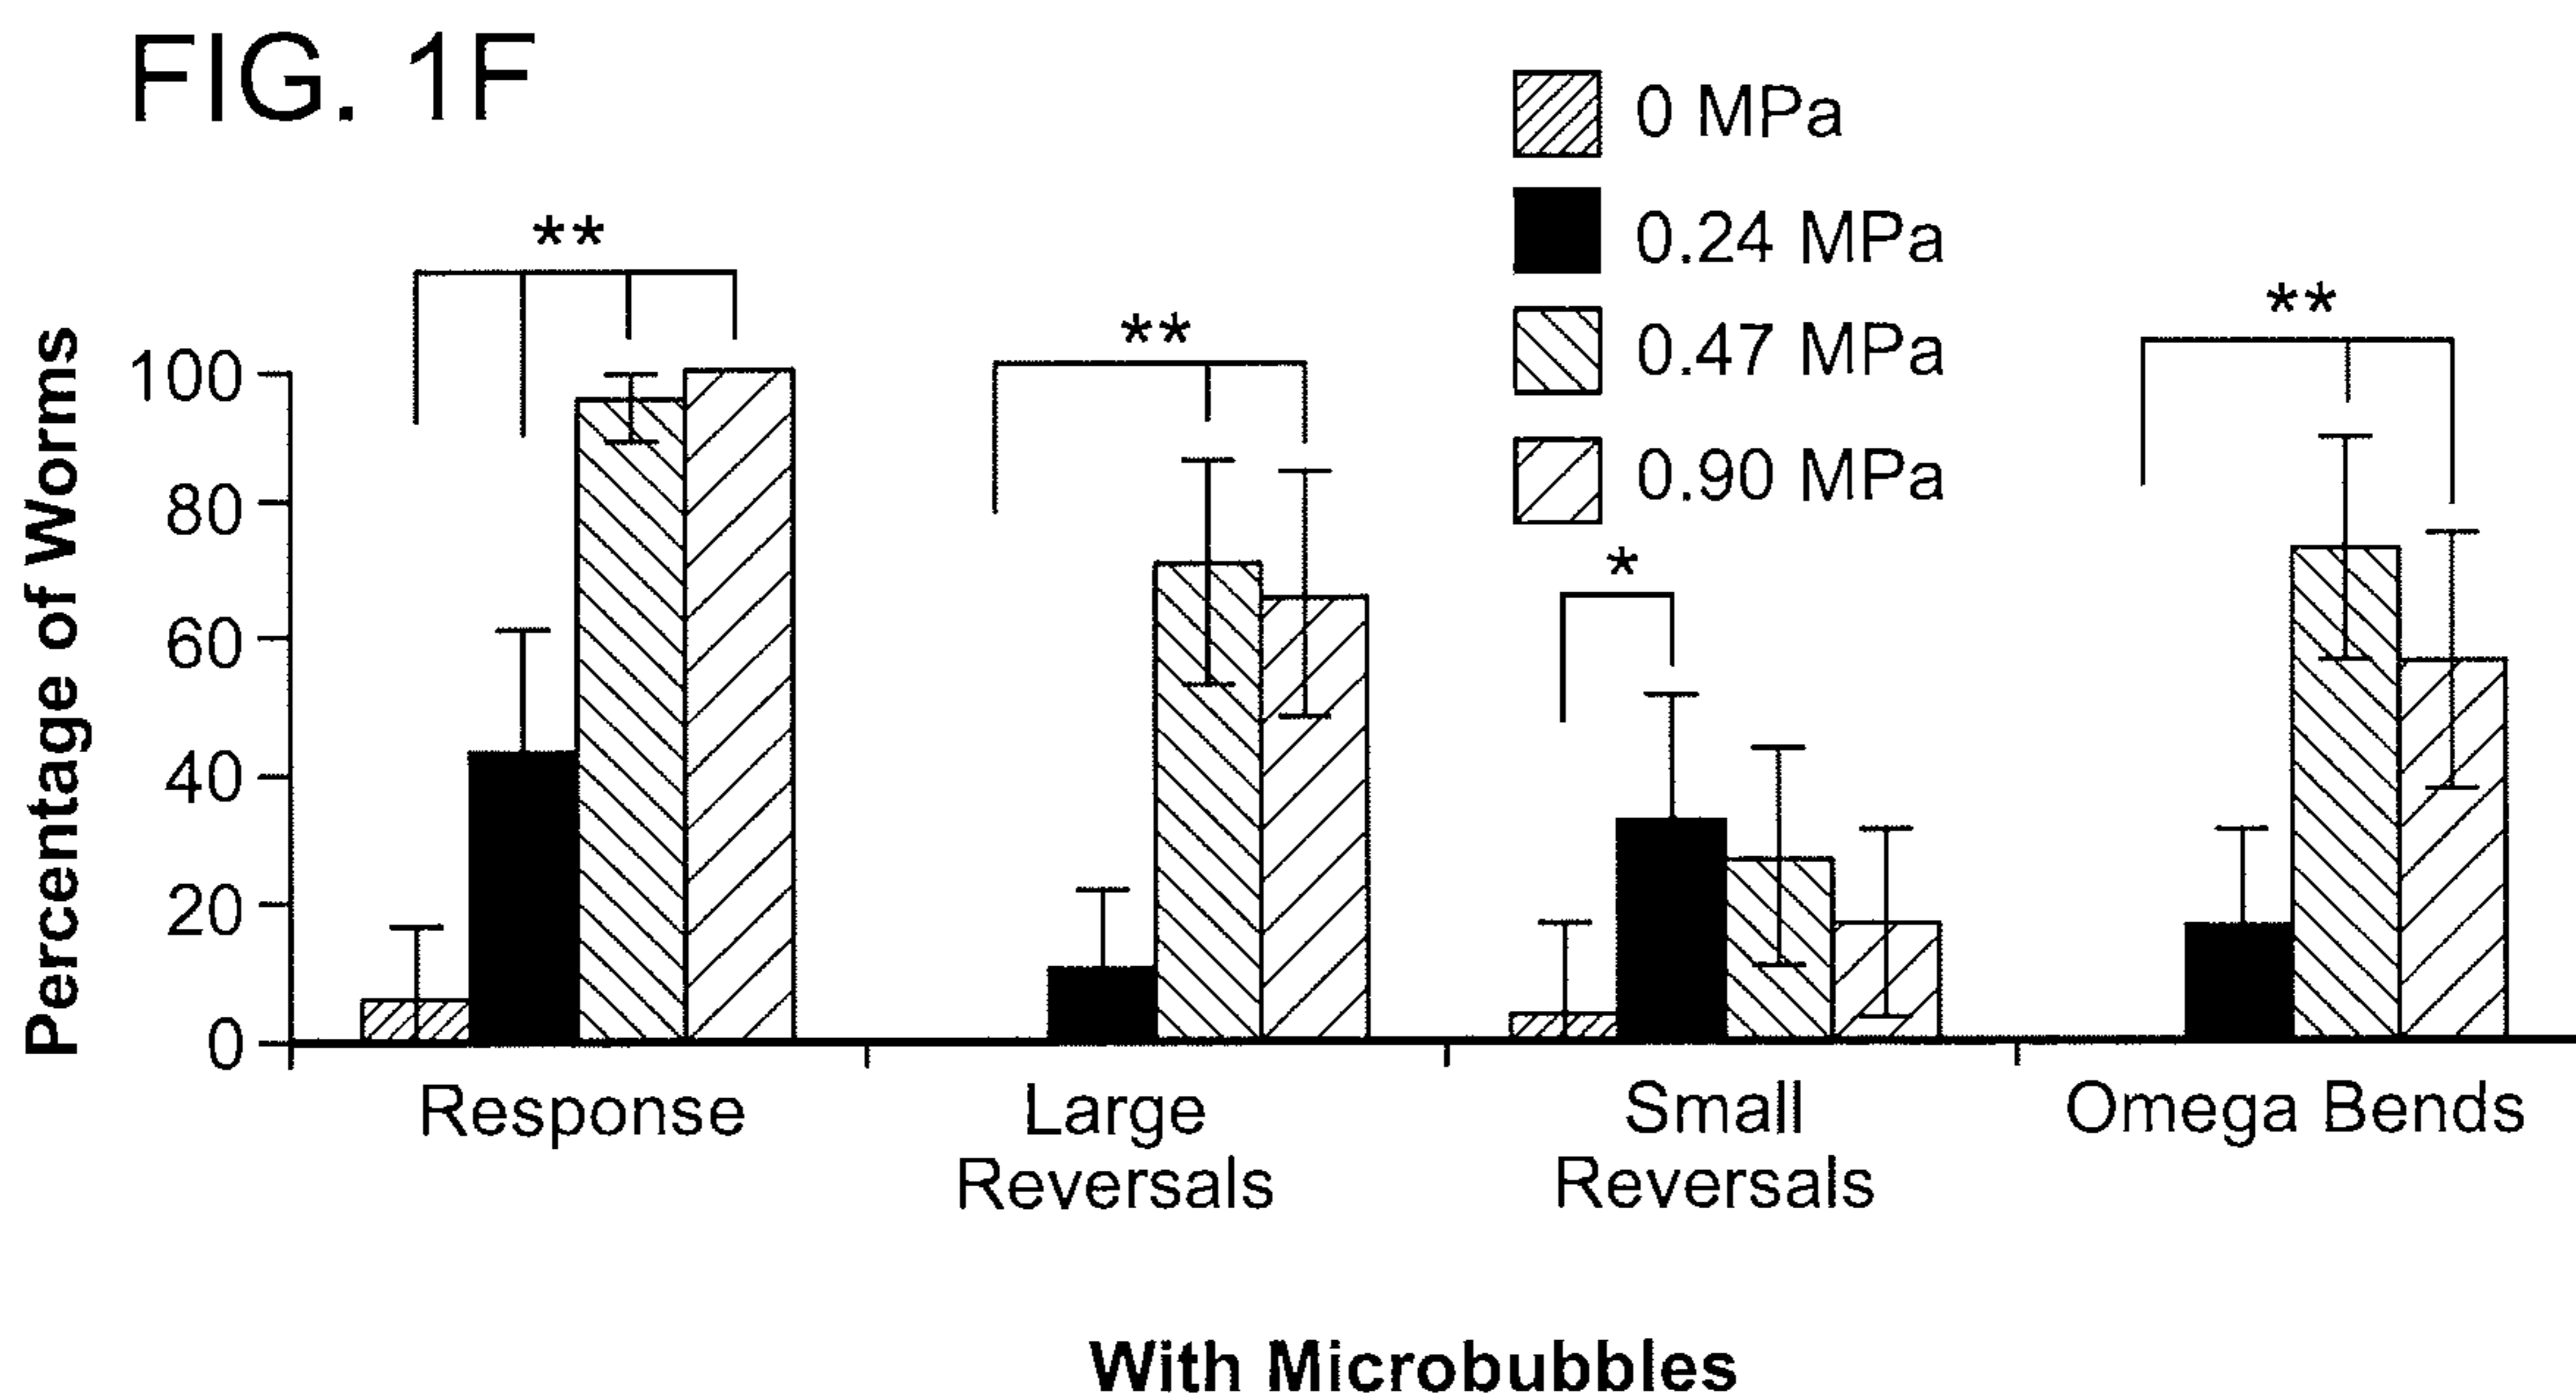 FIG. 1F
0 MPa
0.24 MPa
0.47 MPa
0.90 MPa
**
**
*
**
Percentage of Worms
100
80
60
40
20
0
Response
Large
Reversals
Small
Reversals
Omega Bends
With Microbubbles